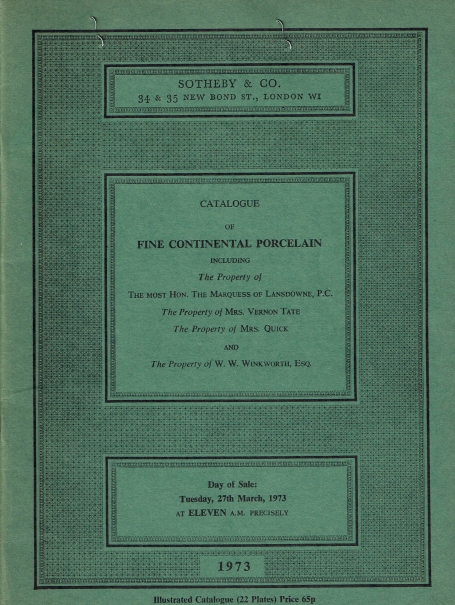 SOTHEBY & CO.
34 & 35 NEW BOND ST., LONDON WI
CATALOGUE
OF
FINE CONTINENTAL PORCELAIN
INCLUDING
The Property of
THE MOST HON. THE MARQUESS OF LANSDOWNE, P.C.
The Property of MRS. VERNON TATE
The Property of MRS. QUICK
AND
The Property of W. W. WINKWORTH, ESQ.
Day of Sale:
Tuesday, 27th March, 1973
AT ELEVEN A.M. PRECISELY
1973
Illustrated Catalogue (22 Plates) Price 65p